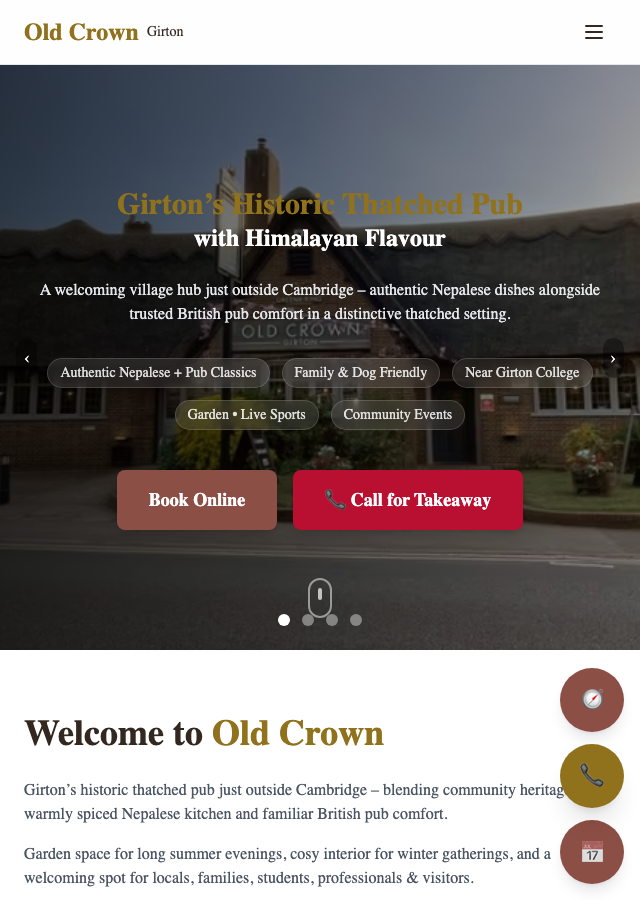 Old Crown Girton
Girton's Historic Thatched Pub
with Himalayan Flavour
A welcoming village hub just outside Cambridge – authentic Nepalese dishes alongside
trusted British pub comfort in a distinctive thatched setting.
OLD CROWN
‹
›
Authentic Nepalese + Pub Classics
Family & Dog Friendly
Near Girton College
Garden • Live Sports
Community Events
Book Online
📞 Call for Takeaway
Welcome to Old Crown
Girton's historic thatched pub just outside Cambridge – blending community
warmly spiced Nepalese kitchen and familiar British pub comfort.
Garden space for long summer evenings, cosy interior for winter gatherings, and a
welcoming spot for locals, families, students, professionals & visitors.
17